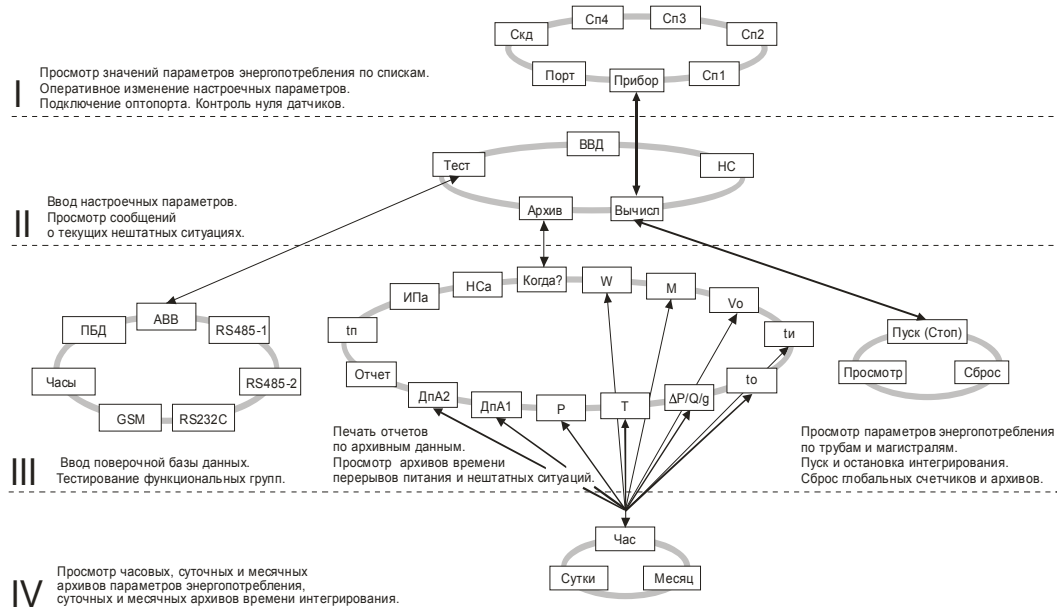 Сп4
Сп3
Скд
Сп2
Порт
Прибор
Сп1
I
Просмотр значений параметров энергопотребления по спискам.
Оперативное изменение настроечных параметров.
Подключение оптопорта. Контроль нуля датчиков.
ВВД
Тест
НС
Архив
Вычисл
II
Ввод настроечных параметров.
Просмотр сообщений
о текущих нештатных ситуациях.
АВВ
ПБД
RS485-1
Часы
RS485-2
GSM
RS232C
Когда?
W
M
НСа
ИПа
Vо
tп
tи
Отчет
tо
ДпА2
ДпА1
P
T
ΔP/Q/g
Пуск (Стоп)
Просмотр
Сброс
III
Ввод поверочной базы данных.
Тестирование функциональных групп.
Печать отчетов
по архивным данным.
Просмотр архивов времени
перерывов питания и нештатных ситуаций.
Просмотр параметров энергопотребления
по трубам и магистралям.
Пуск и остановка интегрирования.
Сброс глобальных счетчиков и архивов.
Час
Сутки
Месяц
IV
Просмотр часовых, суточных и месячных
архивов параметров энергопотребления,
суточных и месячных архивов времени интегрирования.